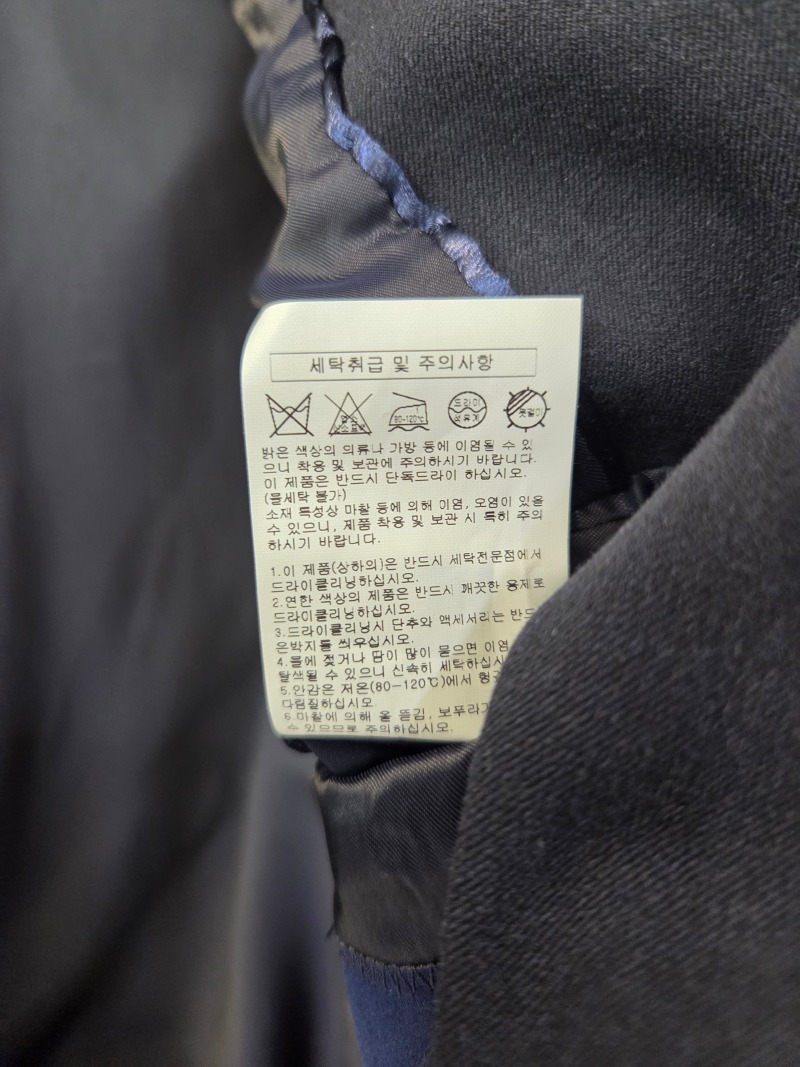 세탁취급 및 주의사항
염소
산소표백
80-120℃
드라이
석유계
옷걸이
밝은 색상의 의류나 가방 등에 이염될 수 있
으니 착용 및 보관에 주의하시기 바랍니다.
이 제품은 반드시 단독드라이 하십시오.
(물세탁 불가)
소재 특성상 마찰 등에 의해 이염, 오염이 있을
수 있으니, 제품 착용 및 보관 시 특히 주의
하시기 바랍니다.
1.이 제품(상하의)은 반드시 세탁전문점에서
드라이클리닝하십시오.
2.연한 색상의 제품은 반드시 깨끗한 용제로
드라이클리닝하십시오.
3.드라이클리닝시 단추와 액세서리는 반드
은박지를 씌우십시오.
4.물에 젖거나 땀이 많이 묻으면 이염
탈색될 수 있으니 신속히 세탁하십시
5.안감은 저온(80-120℃)에서
다림질하십시오
6.마찰에 의해 올 뜯김, 보푸라기
수 있으므로 주의하십시오.